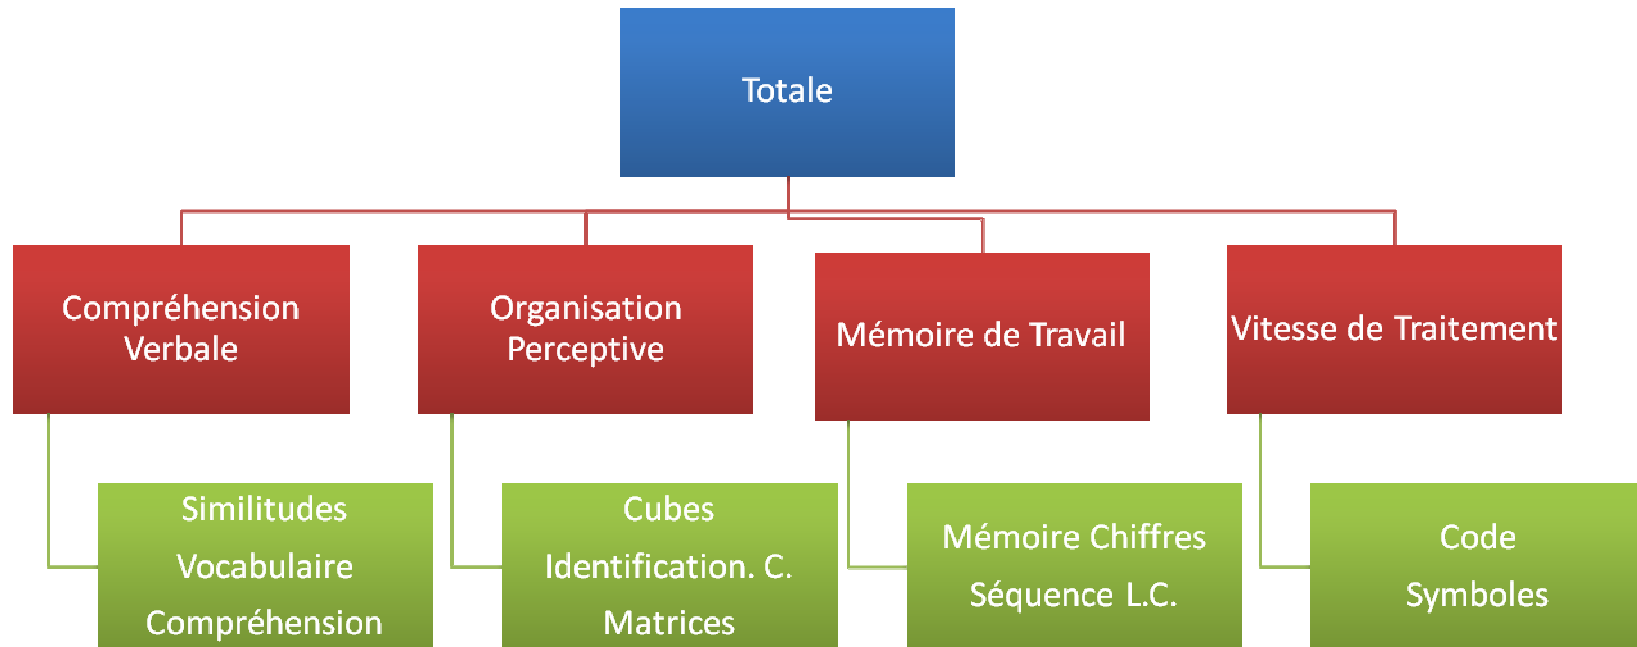 Totale
Compréhension
Verbale
Organisation
Perceptive
Mémoire de Travail
Vitesse de Traitement
Similitudes
Vocabulaire
Compréhension
Cubes
Identification. C.
Matrices
Mémoire Chiffres
Séquence L.C.
Code
Symboles